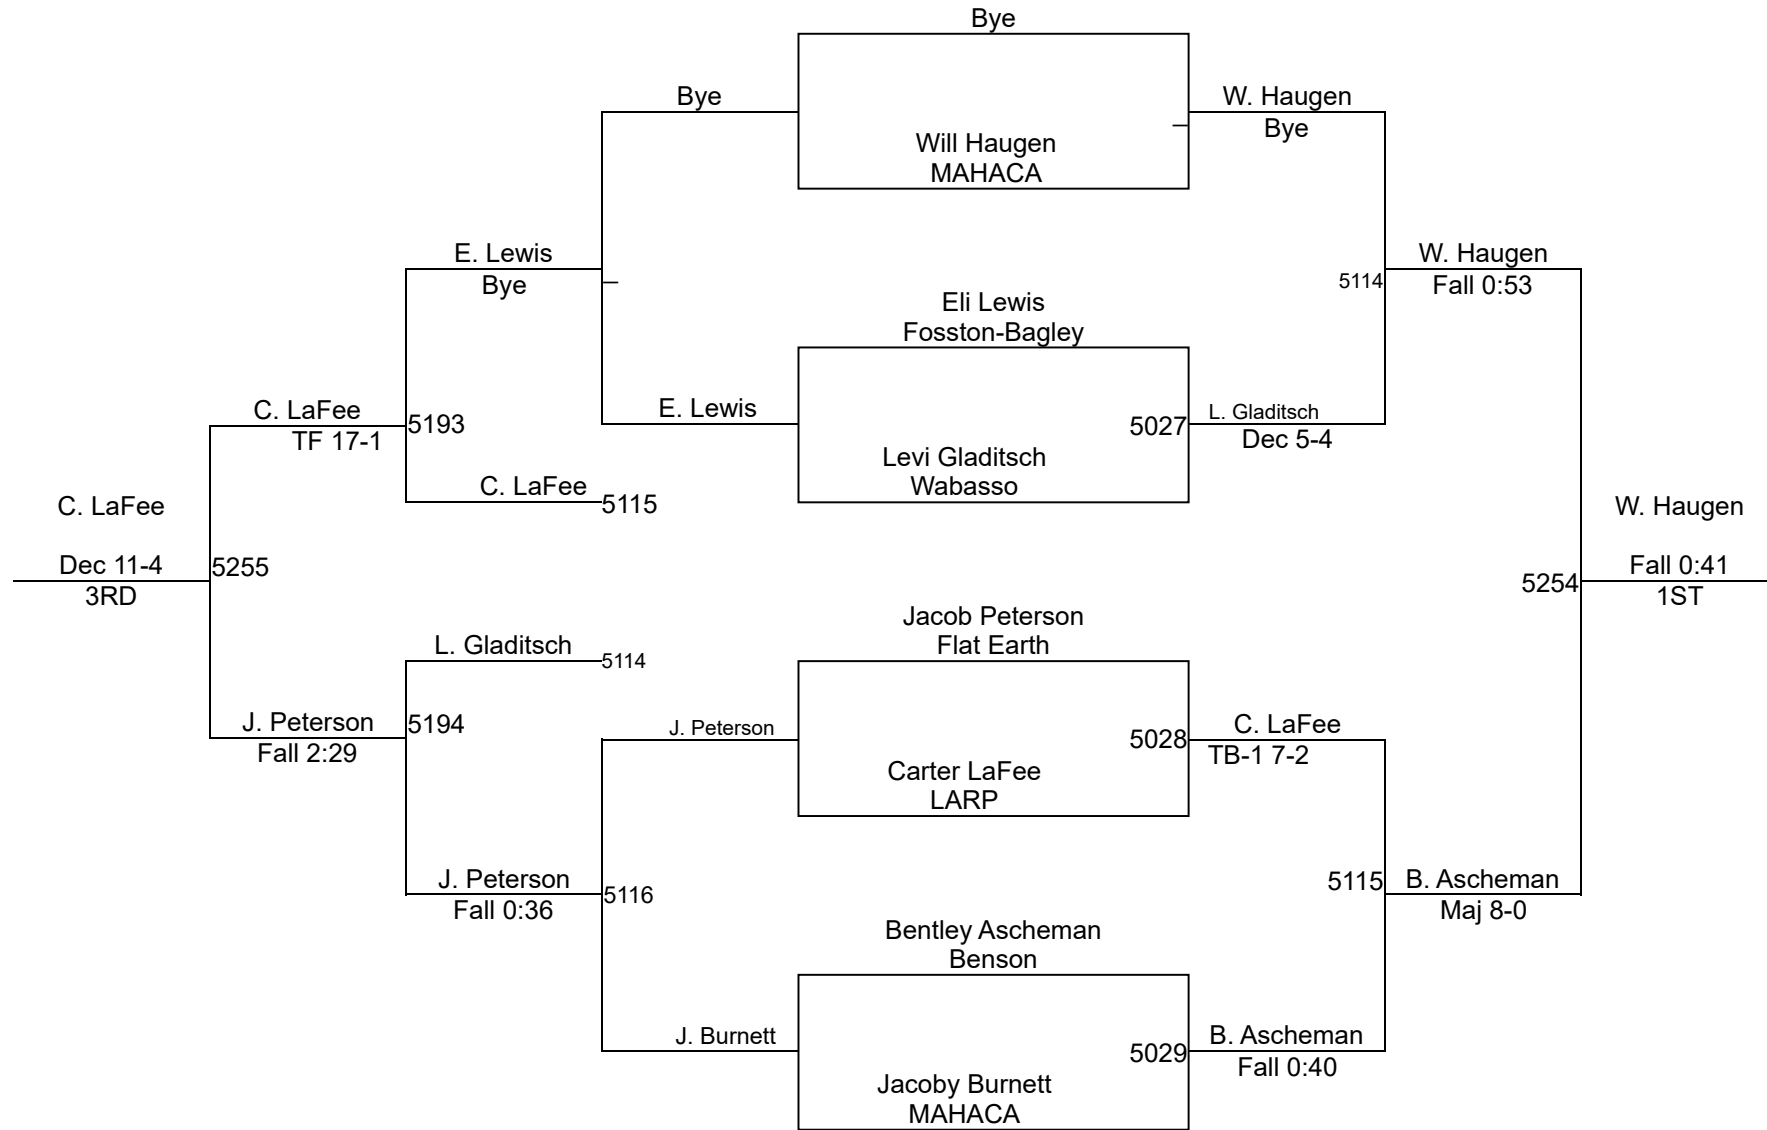 Bye
Bye
W. Haugen
Bye
Will Haugen
MAHACA
E. Lewis
Bye
W. Haugen
5114
Fall 0:53
Eli Lewis
Fosston-Bagley
C. LaFee
TF 17-1
5193
E. Lewis
5027
L. Gladitsch
Dec 5-4
Levi Gladitsch
Wabasso
C. LaFee
5115
C. LaFee
Dec 11-4
3RD
5255
W. Haugen
5254
Fall 0:41
1ST
Jacob Peterson
Flat Earth
L. Gladitsch
5114
J. Peterson
Fall 2:29
5194
J. Peterson
5028
C. LaFee
TB-1 7-2
Carter LaFee
LARP
J. Peterson
Fall 0:36
5116
5115
B. Ascheman
Maj 8-0
Bentley Ascheman
Benson
J. Burnett
5029
B. Ascheman
Fall 0:40
Jacoby Burnett
MAHACA